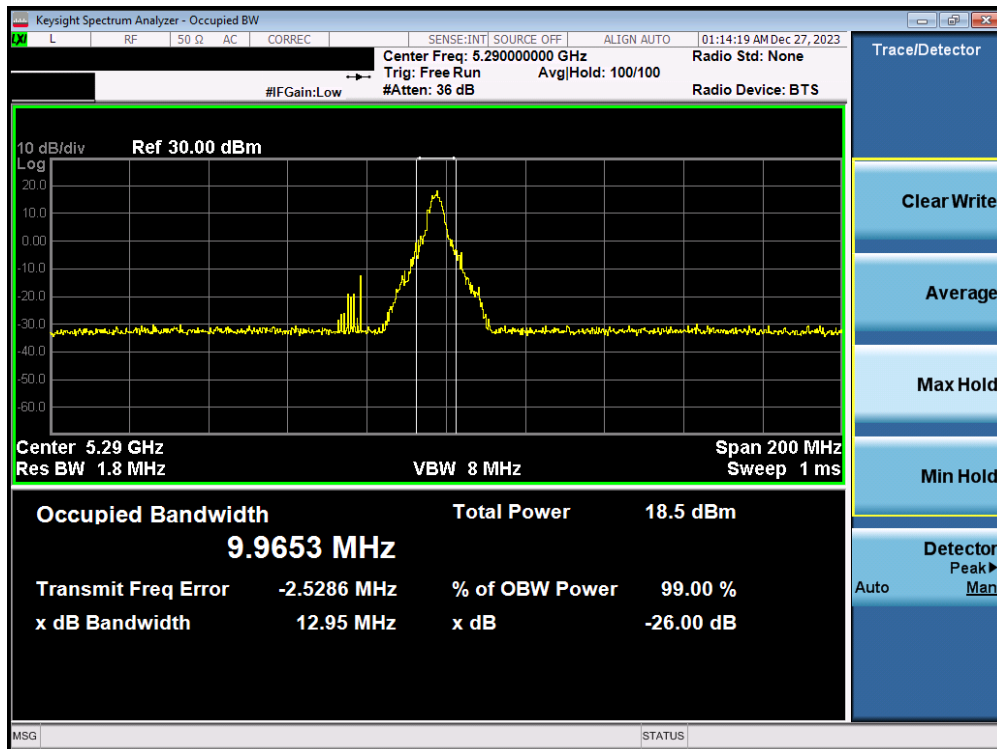 Keysight Spectrum Analyzer - Occupied BW
LXI L RF 50 Ω AC CORREC SENSE:INT SOURCE OFF ALIGN AUTO 01:14:19 AM Dec 27, 2023
Center Freq: 5.290000000 GHz Radio Std: None
Trig: Free Run Avg|Hold: 100/100
#IFGain:Low #Atten: 36 dB Radio Device: BTS
Trace/Detector
10 dB/div Ref 30.00 dBm
Log
20.0
10.0
0.00
-10.0
-20.0
-30.0
-40.0
-50.0
-60.0
Center 5.29 GHz Span 200 MHz
Res BW 1.8 MHz VBW 8 MHz Sweep 1 ms
Occupied Bandwidth Total Power 18.5 dBm
9.9653 MHz
Transmit Freq Error -2.5286 MHz % of OBW Power 99.00 %
x dB Bandwidth 12.95 MHz x dB -26.00 dB
Clear Write
Average
Max Hold
Min Hold
Detector
Peak▶
Auto Man
MSG STATUS